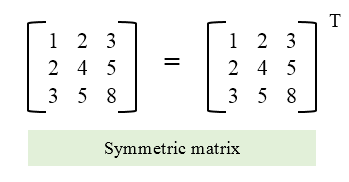 T
1 2 3 = 1 2 3
2 4 5 2 4 5
3 5 8 3 5 8
Symmetric matrix